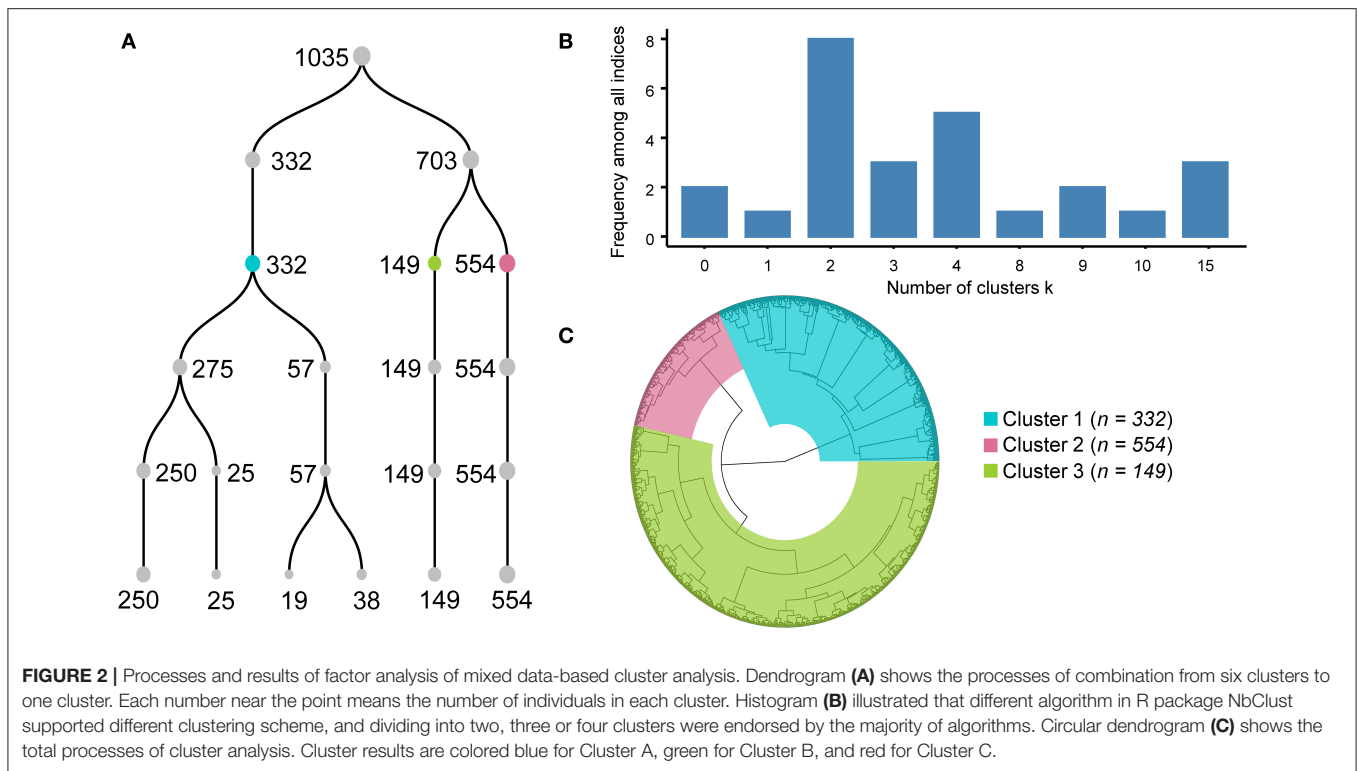 A
1035
332
703
332
149
554
275
57
149
554
250
25
57
149
554
250
25
19
38
149
554
B
Frequency among all indices
8
6
4
2
0
0 1 2 3 4 8 9 10 15
Number of clusters k
C
Cluster 1 (n = 332)
Cluster 2 (n = 554)
Cluster 3 (n = 149)
FIGURE 2 | Processes and results of factor analysis of mixed data-based cluster analysis. Dendrogram (A) shows the processes of combination from six clusters to
one cluster. Each number near the point means the number of individuals in each cluster. Histogram (B) illustrated that different algorithm in R package NbClust
supported different clustering scheme, and dividing into two, three or four clusters were endorsed by the majority of algorithms. Circular dendrogram (C) shows the
total processes of cluster analysis. Cluster results are colored blue for Cluster A, green for Cluster B, and red for Cluster C.